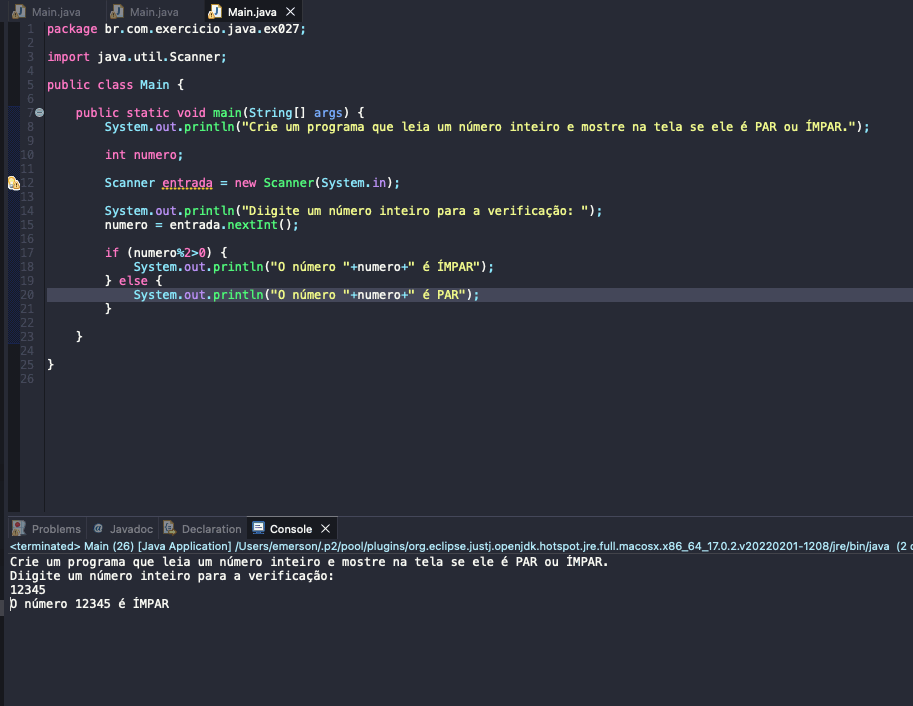 Main.java Main.java Main.java
1 package br.com.exercicio.java.ex027;
2
3 import java.util.Scanner;
4
5 public class Main {
6
7 public static void main(String[] args) {
8 System.out.println("Crie um programa que leia um número inteiro e mostre na tela se ele é PAR ou ÍMPAR.");
9
10 int numero;
11
12 Scanner entrada = new Scanner(System.in);
13
14 System.out.println("Diigite um número inteiro para a verificação: ");
15 numero = entrada.nextInt();
16
17 if (numero%2>0) {
18 System.out.println("O número "+numero+" é ÍMPAR");
19 } else {
20 System.out.println("O número "+numero+" é PAR");
21 }
22
23 }
24
25 }
26
Problems Javadoc Declaration Console
<terminated> Main (26) [Java Application] /Users/emerson/.p2/pool/plugins/org.eclipse.justj.openjdk.hotspot.jre.full.macosx.x86_64_17.0.2.v20220201-1208/jre/bin/java (2 
Crie um programa que leia um número inteiro e mostre na tela se ele é PAR ou ÍMPAR.
Diigite um número inteiro para a verificação:
12345
O número 12345 é ÍMPAR